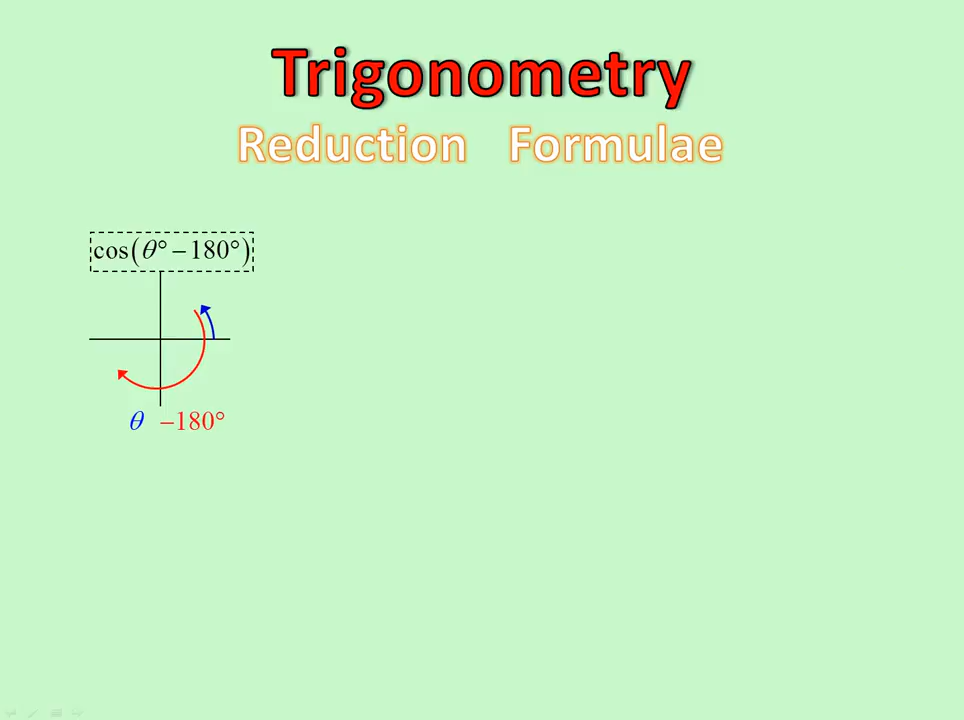 Trigonometry
Reduction Formulae
cos(θ° – 180°)
θ –180°